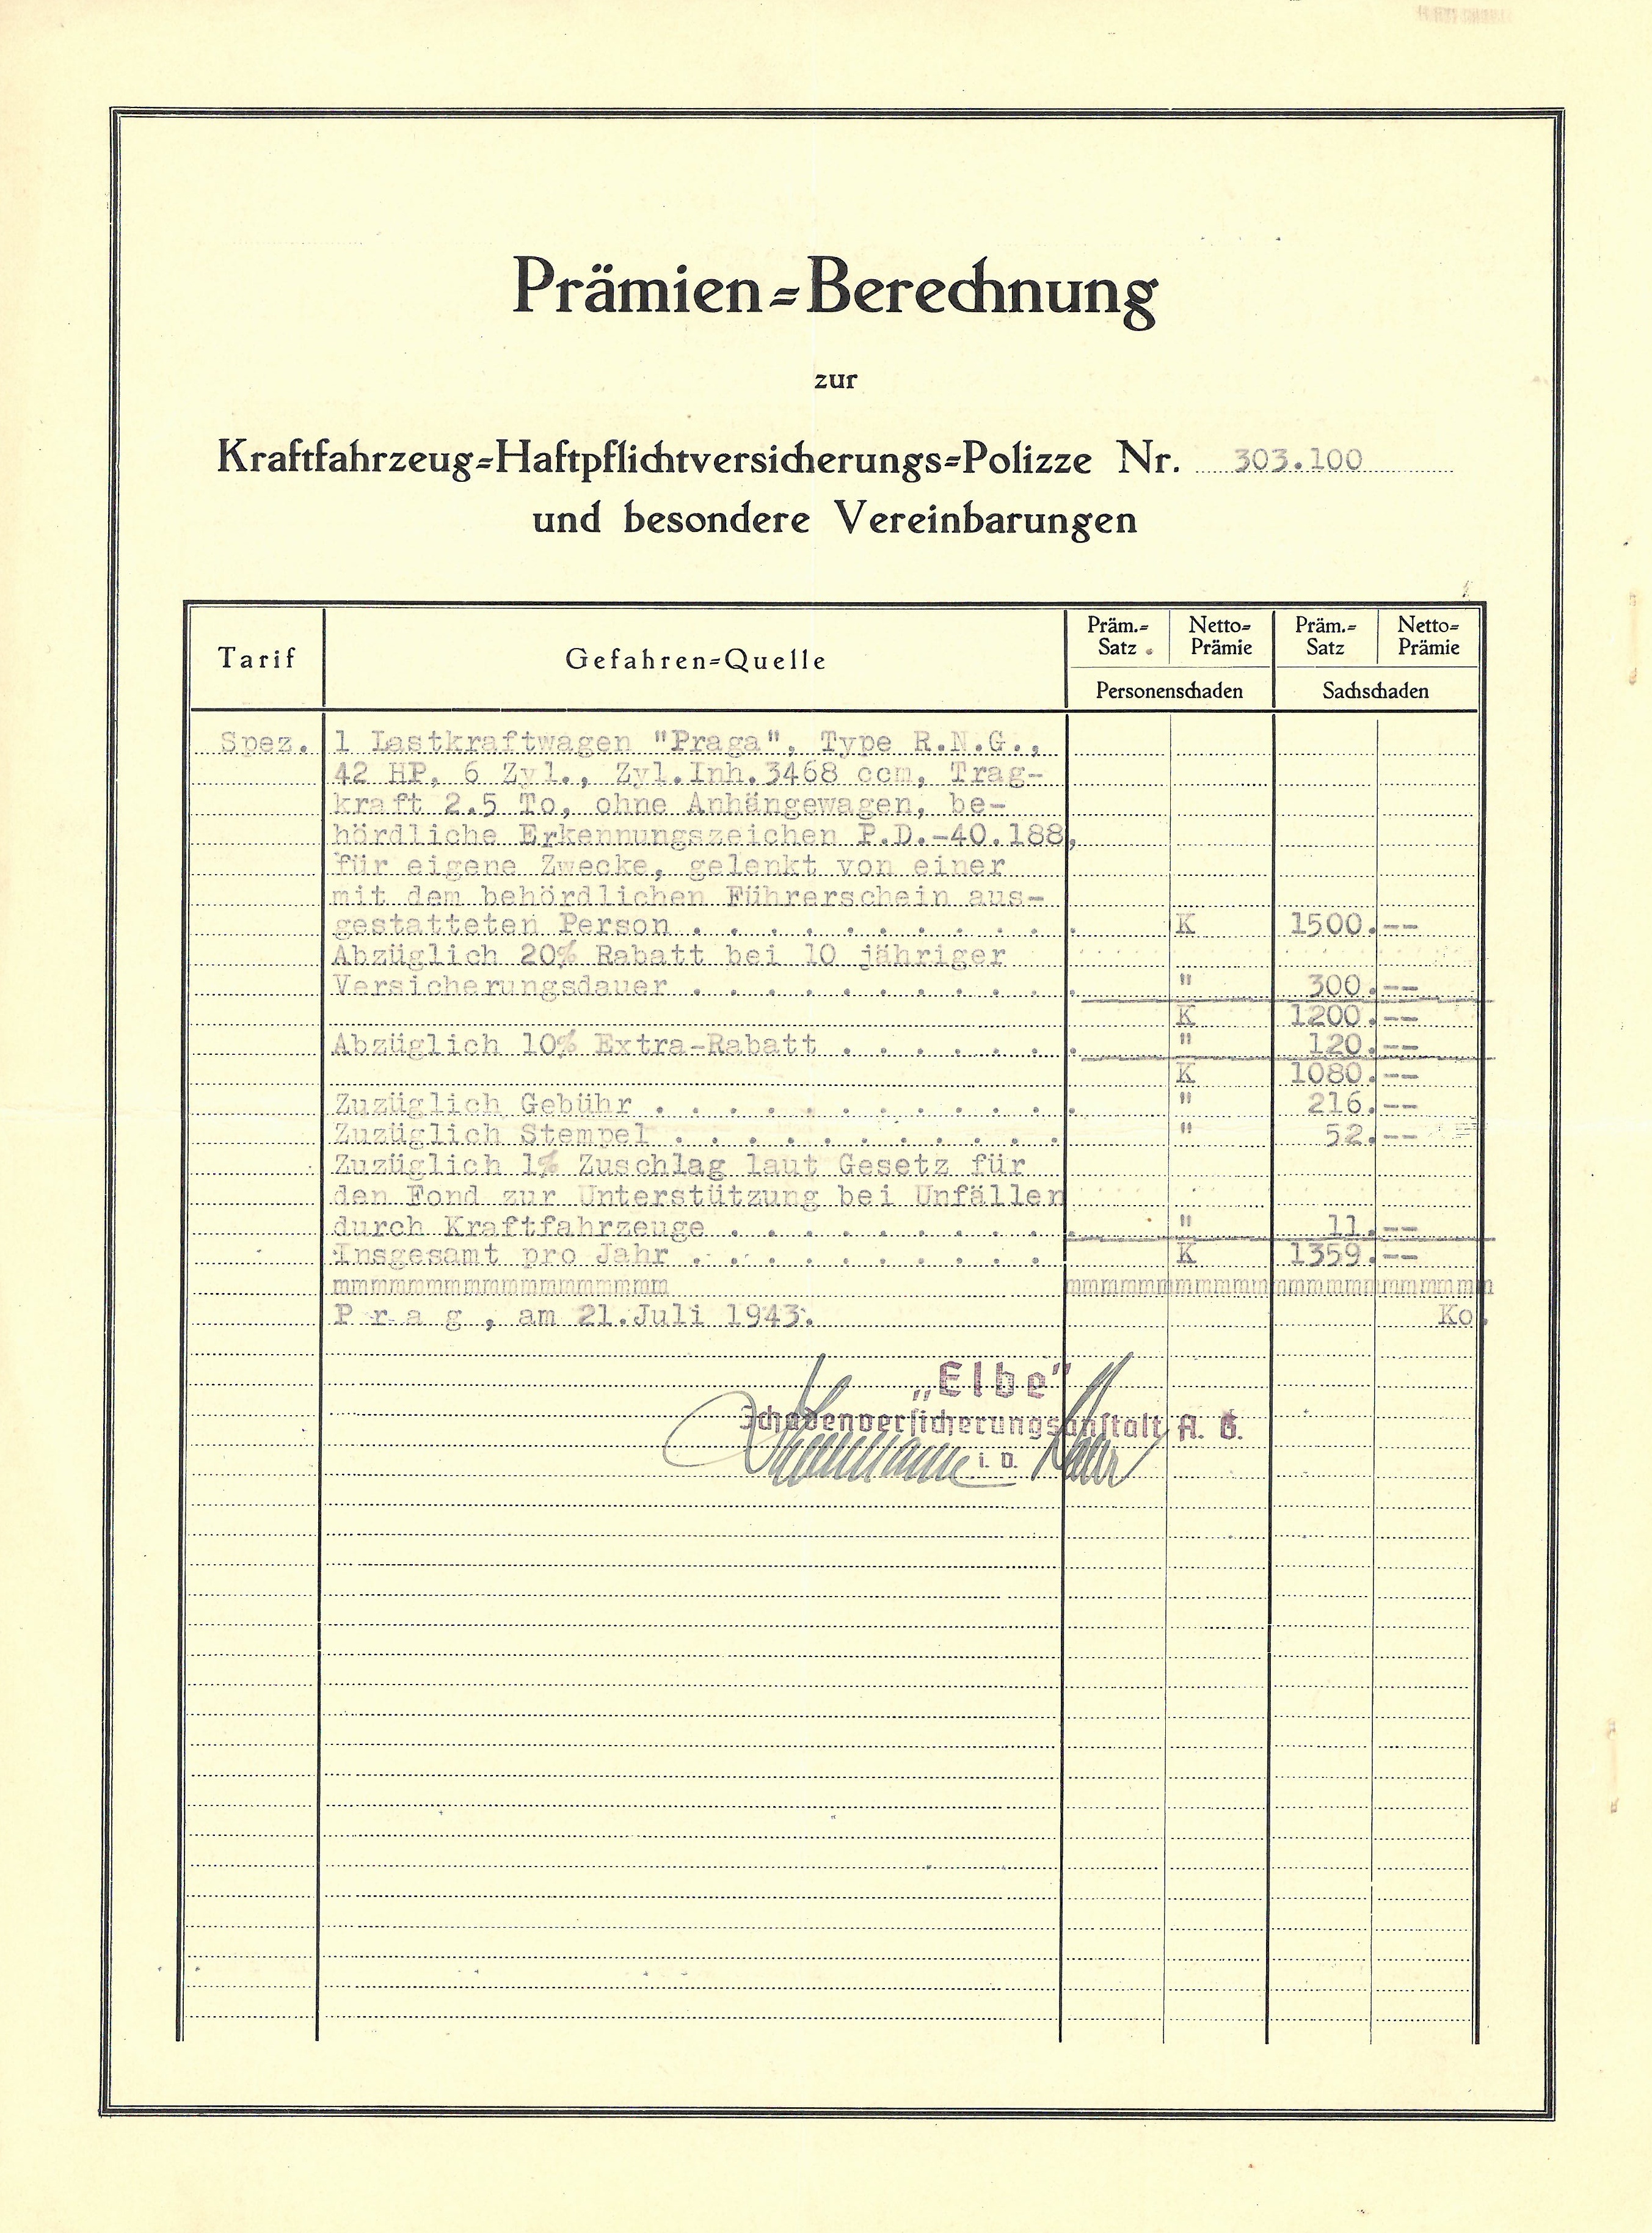 Prämien=Berechnung
zur
Kraftfahrzeug=Haftpflichtversicherungs=Polizze Nr. 303.100
und besondere Vereinbarungen
Tarif Gefahren=Quelle Präm.= Satz Netto= Prämie Präm.= Satz Netto= Prämie
Personenschaden Sachschaden
Spez. 1 Lastkraftwagen "Praga", Type R.N.G.,
42 HP, 6 Zyl., Zyl.Inh.3468 ccm, Trag-
kraft 2.5 To, ohne Anhängewagen, be-
hördliche Erkennungszeichen P.D.-40.188,
für eigene Zwecke, gelenkt von einer
mit dem behördlichen Führerschein aus-
gestatteten Person . . . . . . . . . . . K 1500.--
Abzüglich 20% Rabatt bei 10 jähriger
Versicherungsdauer . . . . . . . . . . . " 300.--
K 1200.--
Abzüglich 10% Extra-Rabatt . . . . . . . " 120.--
K 1080.--
Zuzüglich Gebühr . . . . . . . . . . . . " 216.--
Zuzüglich Stempel . . . . . . . . . . . " 52.--
Zuzüglich 1% Zuschlag laut Gesetz für
den Fond zur Unterstützung bei Unfällen
durch Kraftfahrzeuge . . . . . . . . . . " 11.--
Insgesamt pro Jahr . . . . . . . . . . K 1359.--
mmmmmmmmmmmmmmmmmm mmmmmmmmmmmmmmmmmmmmmmm
P r a g , am 21.Juli 1943. Ko.
„Elbe"
Schadenversicherungsanstalt A. G.
i. V.